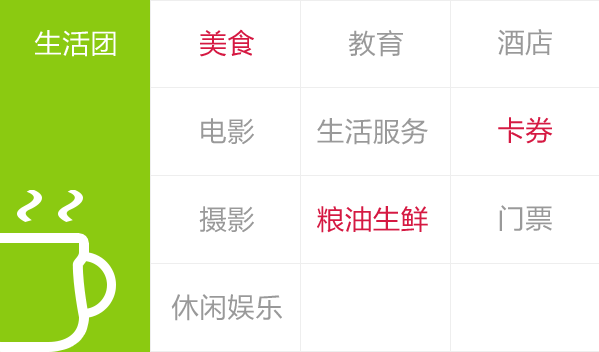 生活团
美食 教育 酒店
电影 生活服务 卡券
摄影 粮油生鲜 门票
休闲娱乐